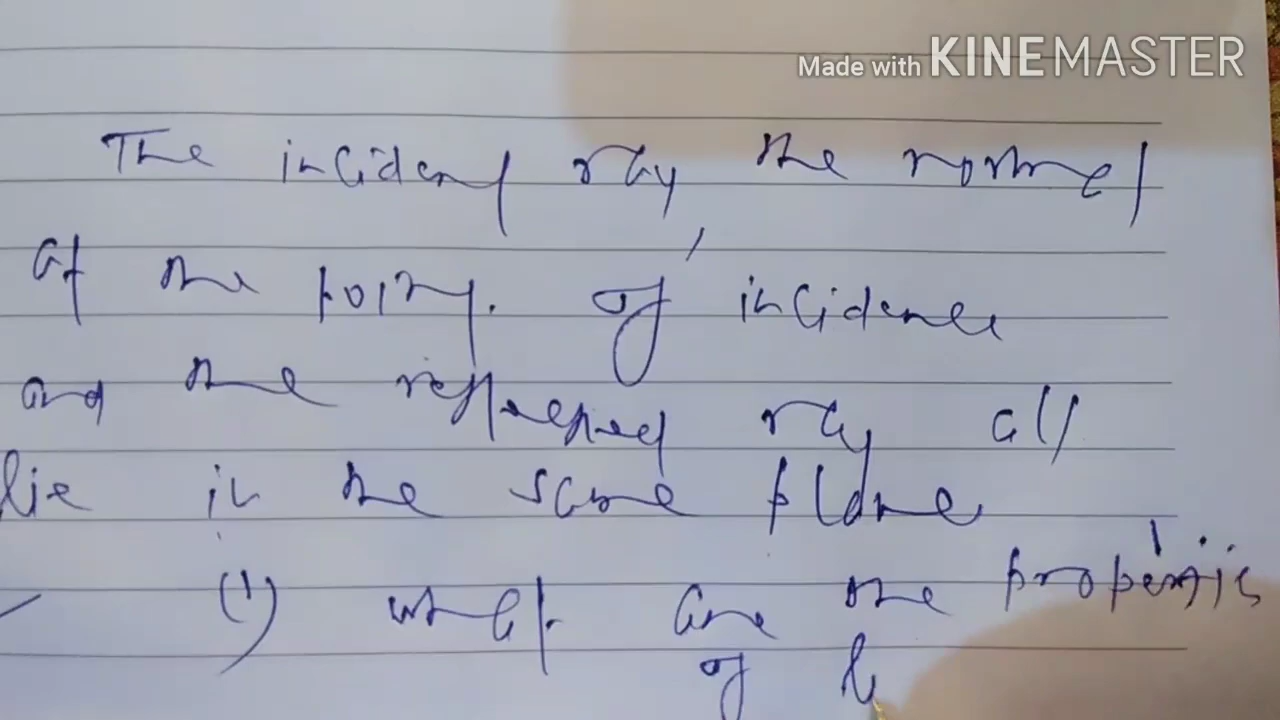 Made with KINEMASTER
The incident ray the normal
at the point. of incidence
and the reflected ray all
lie in the same plane
(1) what are the properties
of